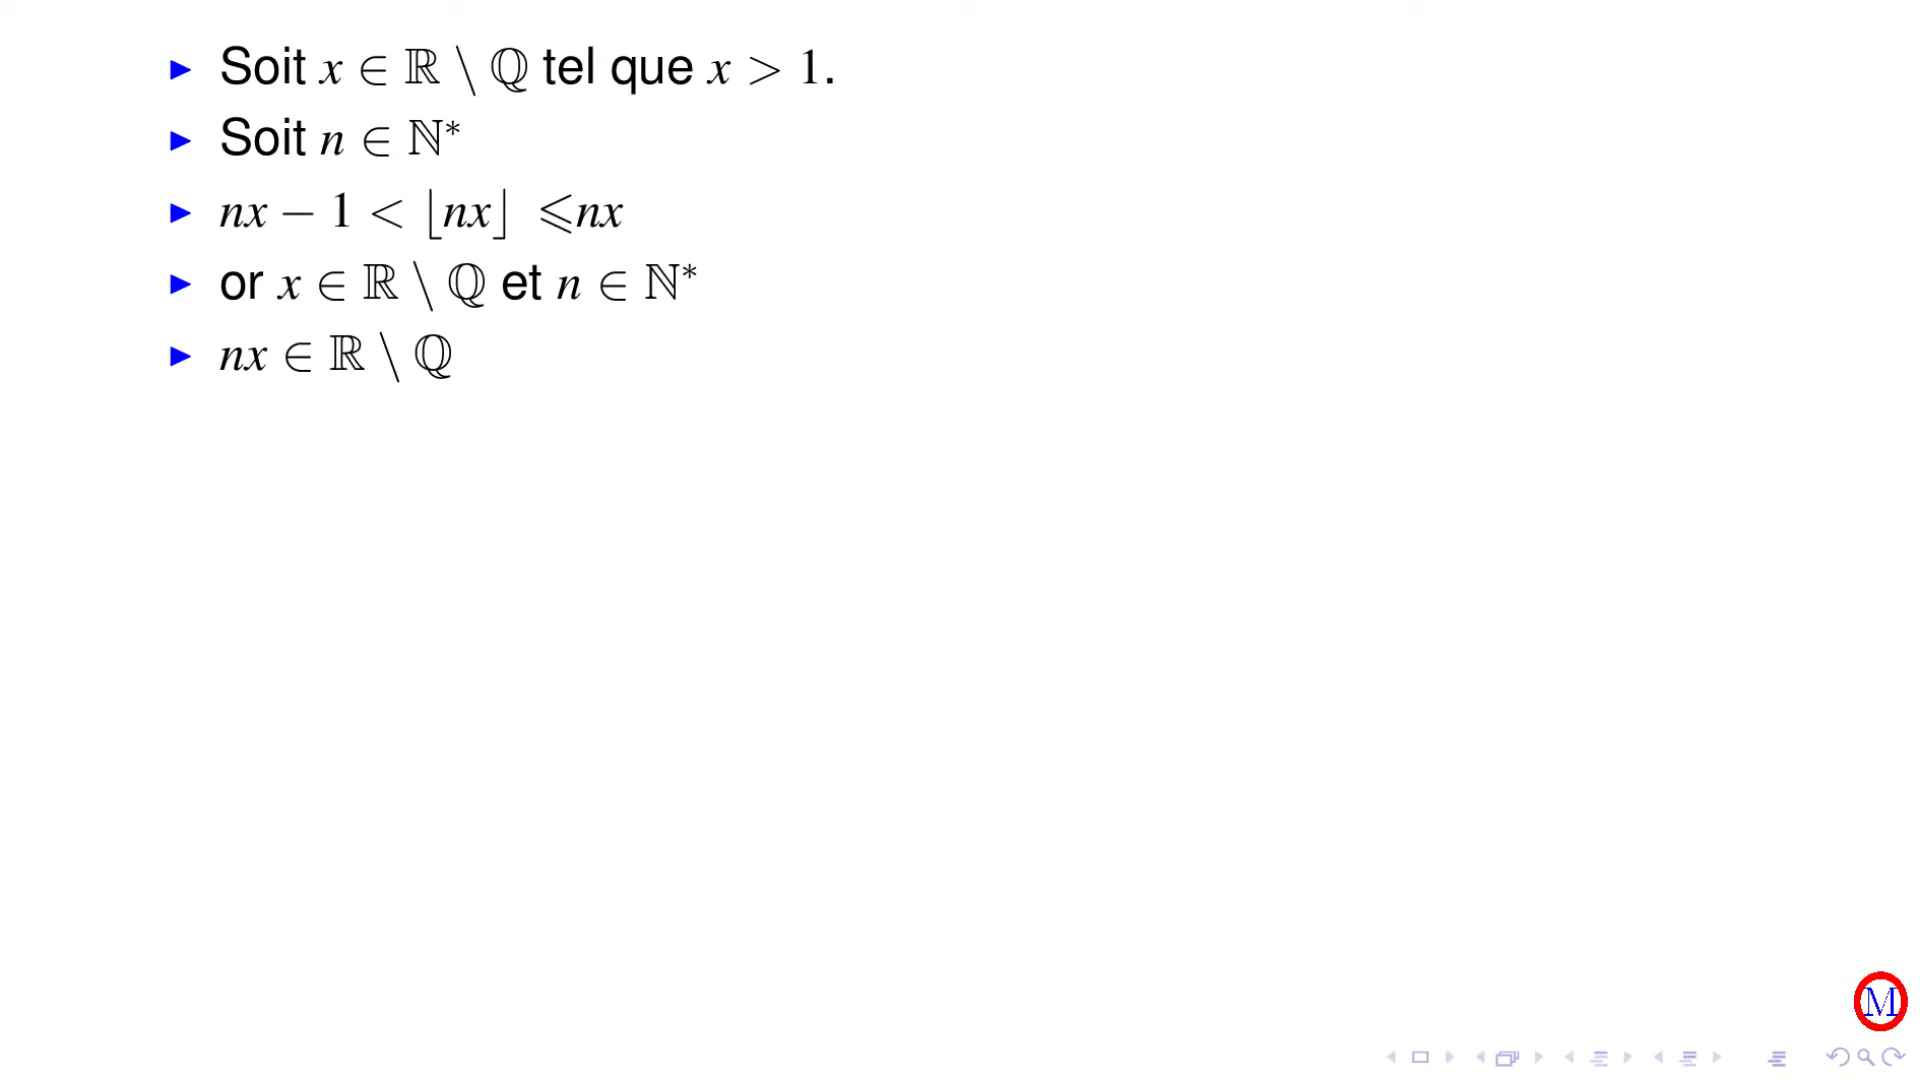 Soit x ∈ ℝ \ ℚ tel que x > 1.
Soit n ∈ ℕ*
nx − 1 < ⌊nx⌋ ⩽ nx
or x ∈ ℝ \ ℚ et n ∈ ℕ*
nx ∈ ℝ \ ℚ
M